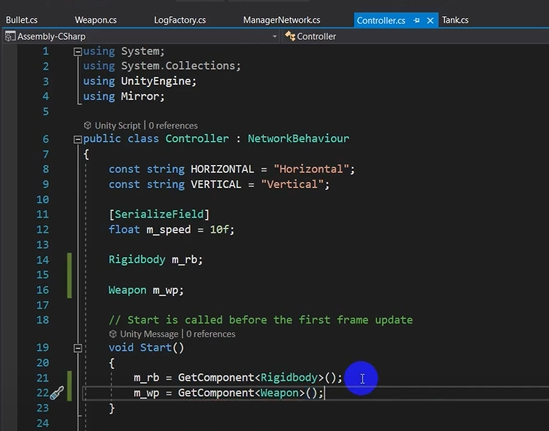 Bullet.cs Weapon.cs LogFactory.cs ManagerNetwork.cs Controller.cs Tank.cs
Assembly-CSharp Controller
1 using System;
2 using System.Collections;
3 using UnityEngine;
4 using Mirror;
5
Unity Script | 0 references
6 public class Controller : NetworkBehaviour
7 {
8 const string HORIZONTAL = "Horizontal";
9 const string VERTICAL = "Vertical";
10
11 [SerializeField]
12 float m_speed = 10f;
13
14 Rigidbody m_rb;
15
16 Weapon m_wp;
17
18 // Start is called before the first frame update
Unity Message | 0 references
19 void Start()
20 {
21 m_rb = GetComponent<Rigidbody>();
22 m_wp = GetComponent<Weapon>();
23 }